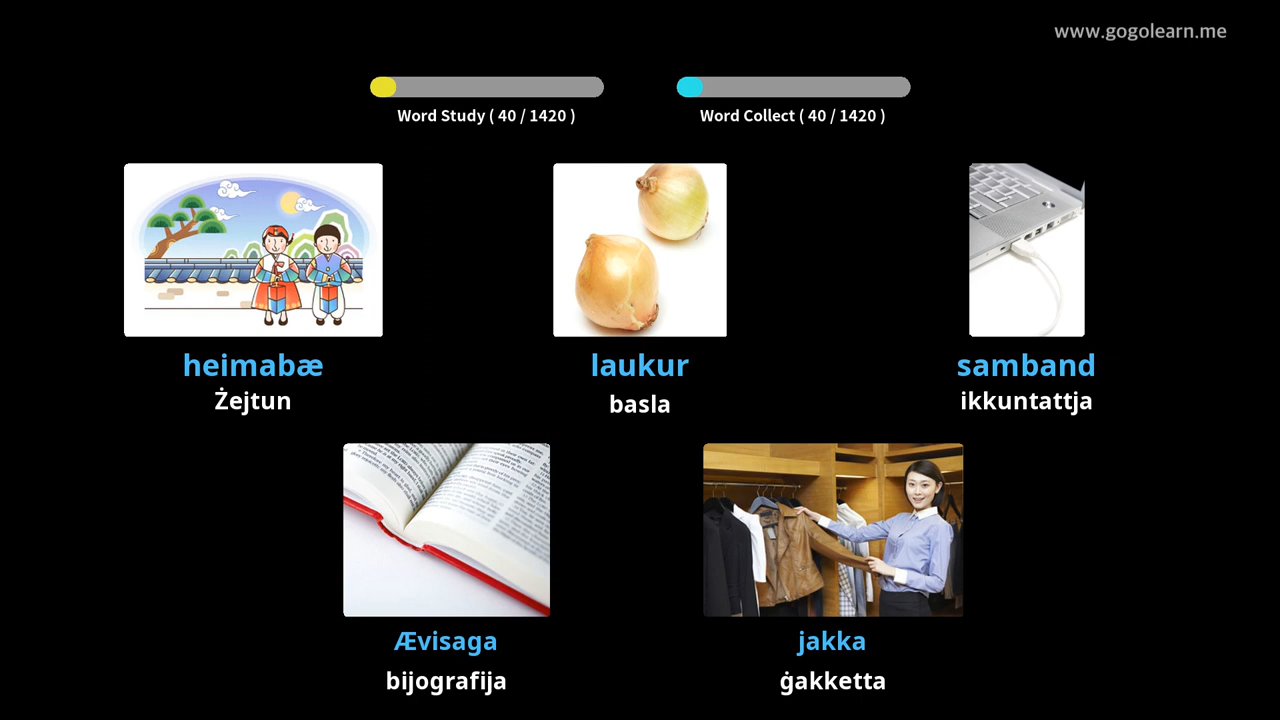 www.gogolearn.me
Word Study ( 40 / 1420 )
Word Collect ( 40 / 1420 )
heimabæ
Żejtun
laukur
basla
samband
ikkuntattja
Ævisaga
bijografija
jakka
ġakketta